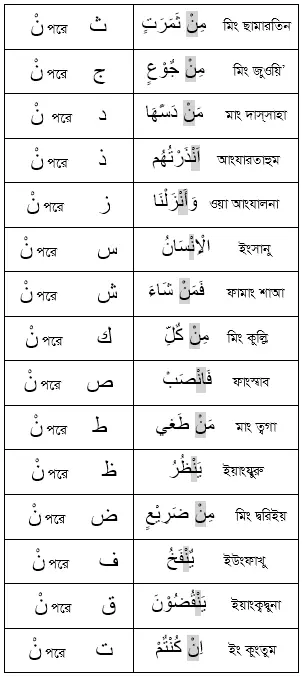 نْ পরে ث مِنْ ثَمَرَتٍ মিং ছামারতিন
نْ পরে ج مِنْ جُّوْعٍ মিং জুওয়ি’
نْ পরে د مَنْ دَسّٰهَا মাং দাস্সাহা
نْ পরে ذ اَنْذَرْتُهُم আংযারতাহুম
نْ পরে ز وَاَنْزَلْنَا ওয়া আংযালনা
نْ পরে س الْاِنْسَانُ ইংসানু
نْ পরে ش فَمَنْ شَاءَ ফামাং শাআ
نْ পরে ك مِنْ كُلِّ মিং কুল্লি
نْ পরে ص فَانْصَبْ ফাংস্বাব
نْ পরে ط مَنْ طَغٰي মাং ত্বগা
نْ পরে ظ يَنْظُرُ ইয়াংযুরু
نْ পরে ض مِنْ ضَرِيْعٍ মিং দ্বরিইয়
نْ পরে ف يُنْفَخُ ইউংফাখু
نْ পরে ق يَنْقُضُوْنَ ইয়াংকৃদ্বুনা
نْ পরে ت اِنْ كُنْتُمْ ইং কুংতুম